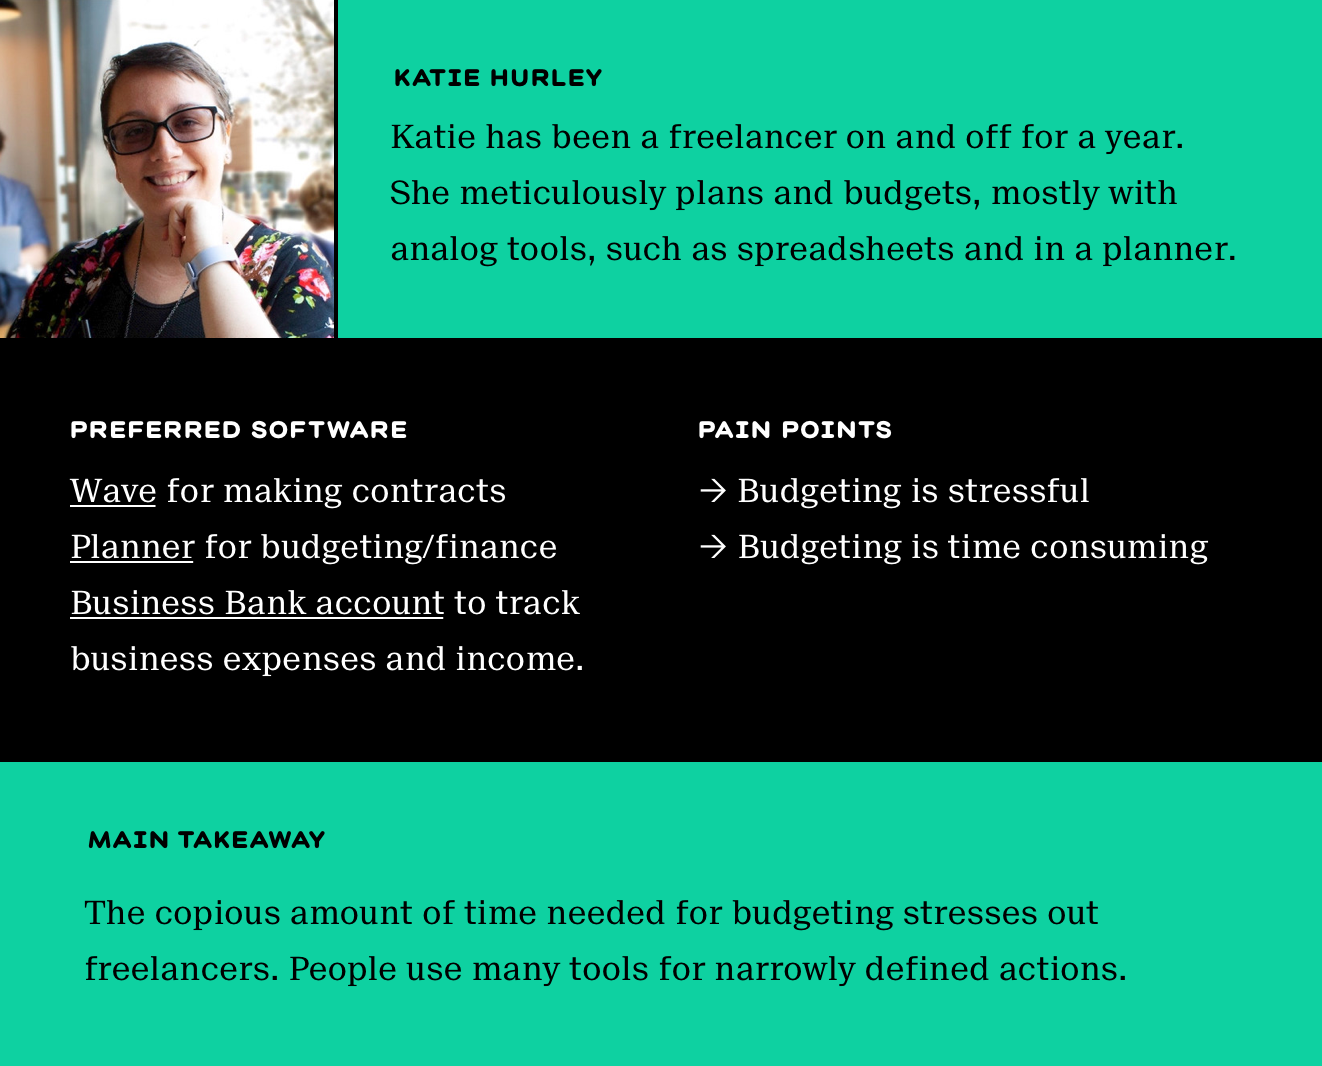 KATIE HURLEY
Katie has been a freelancer on and off for a year.
She meticulously plans and budgets, mostly with
analog tools, such as spreadsheets and in a planner.
PREFERRED SOFTWARE
Wave for making contracts
Planner for budgeting/finance
Business Bank account to track
business expenses and income.
PAIN POINTS
→ Budgeting is stressful
→ Budgeting is time consuming
MAIN TAKEAWAY
The copious amount of time needed for budgeting stresses out
freelancers. People use many tools for narrowly defined actions.